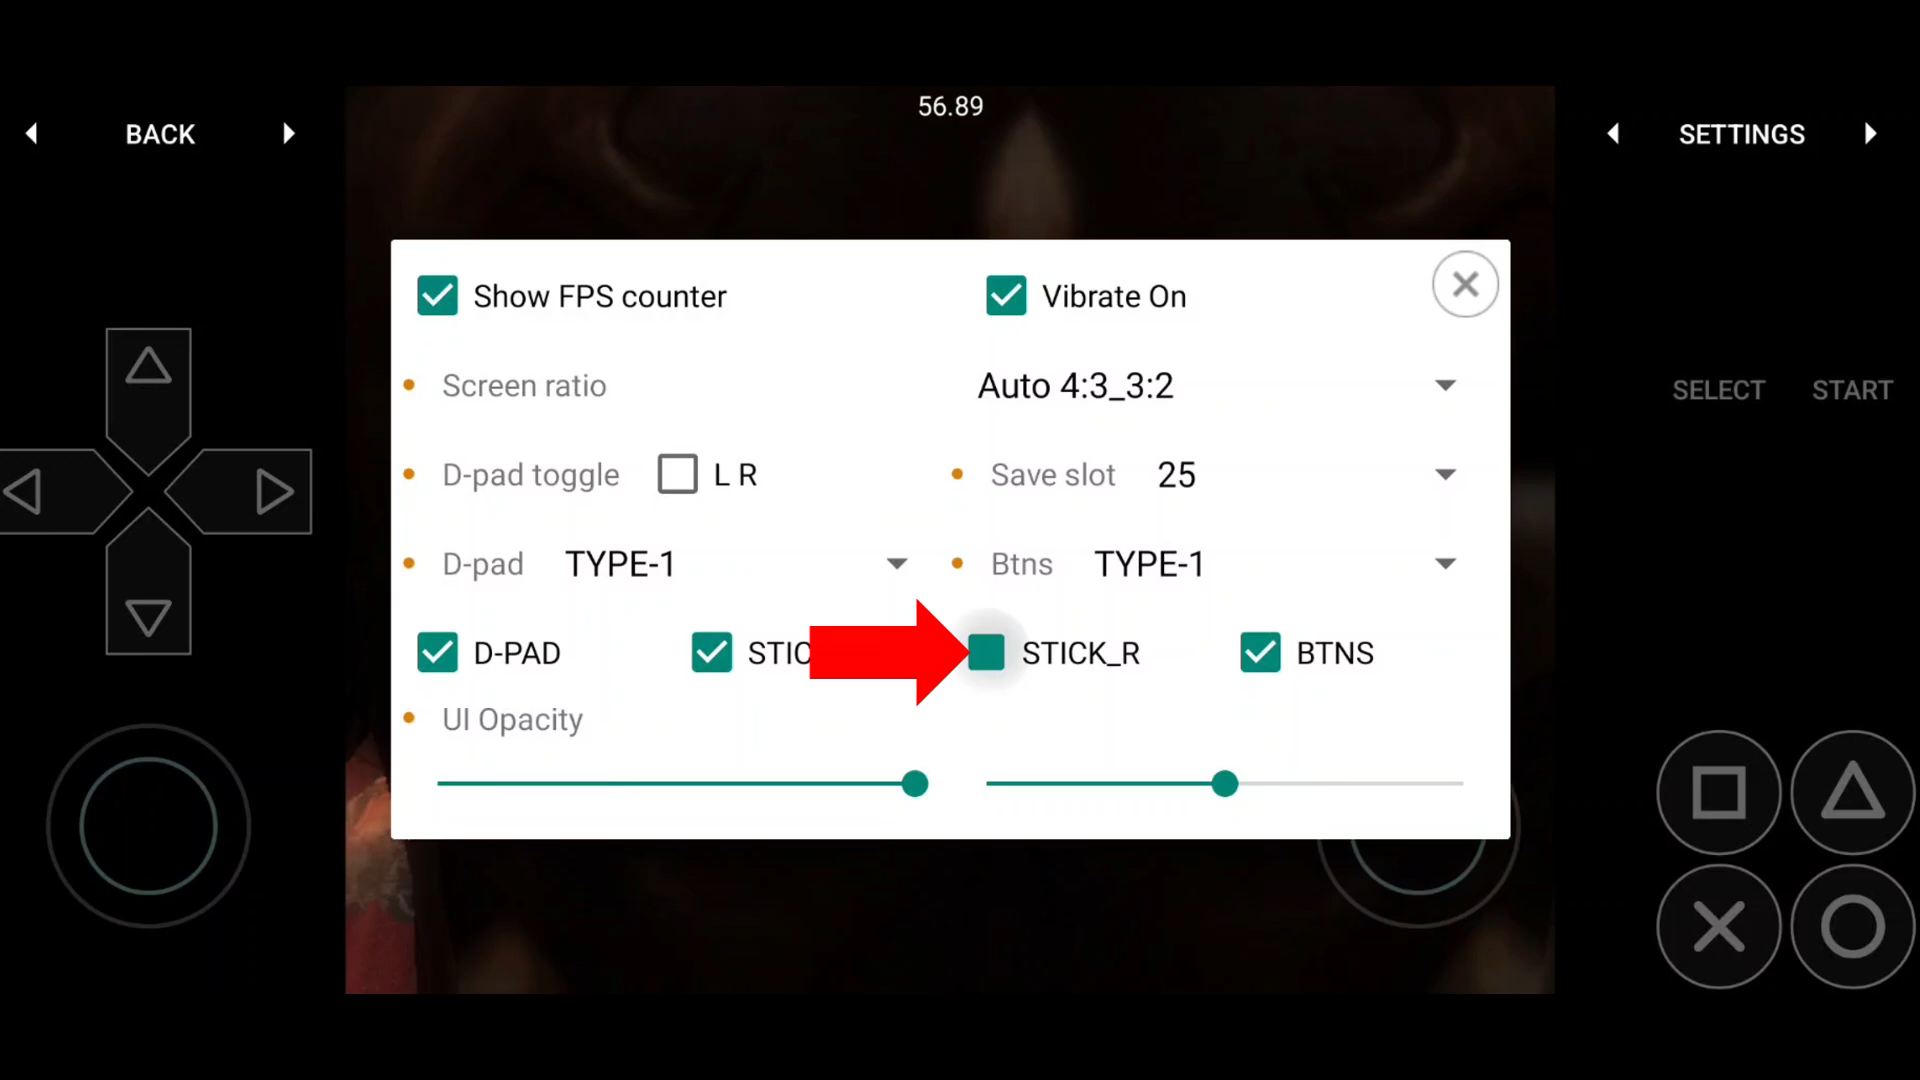 56.89
BACK
SETTINGS
Show FPS counter
Vibrate On
Screen ratio
Auto 4:3_3:2
SELECT
START
D-pad toggle
L R
Save slot
25
D-pad
TYPE-1
Btns
TYPE-1
D-PAD
STIC
STICK_R
BTNS
UI Opacity